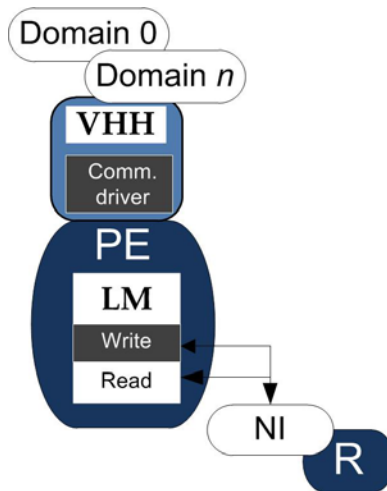 Domain 0
Domain n
VHH
Comm.
driver
PE
LM
Write
Read
NI
R